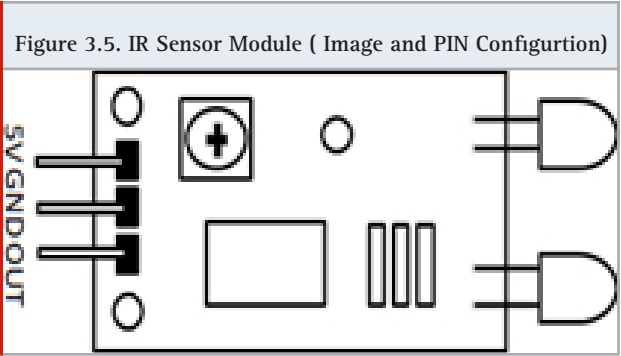 Figure 3.5. IR Sensor Module ( Image and PIN Configurtion)
5V GND OUT